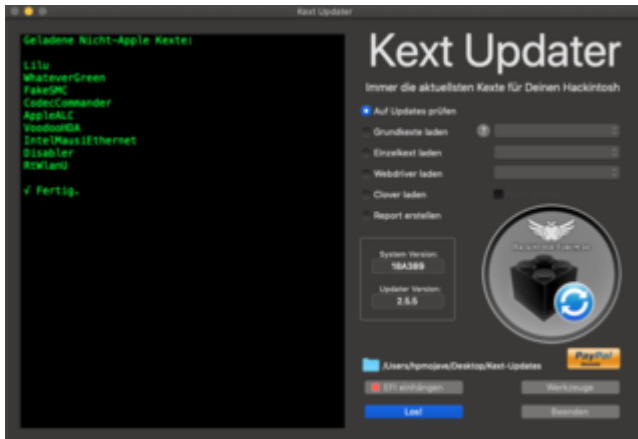 Kext Updater
Geladene Nicht-Apple Kexte:
Lilu
WhateverGreen
FakeSMC
CodecCommander
AppleALC
VoodooHDA
IntelMausiEthernet
Disabler
RtWlanU
√ Fertig.
Kext Updater
Immer die aktuellsten Kexte für Deinen Hackintosh
Auf Updates prüfen
Grundkexte laden
?
Einzelkext laden
Webdriver laden
Clover laden
Report erstellen
System Version:
18A389
Updater Version:
2.5.5
PayPal
/Users/hpmojave/Desktop/Kext-Updates
EFI einhängen
Werkzeuge
Los!
Beenden